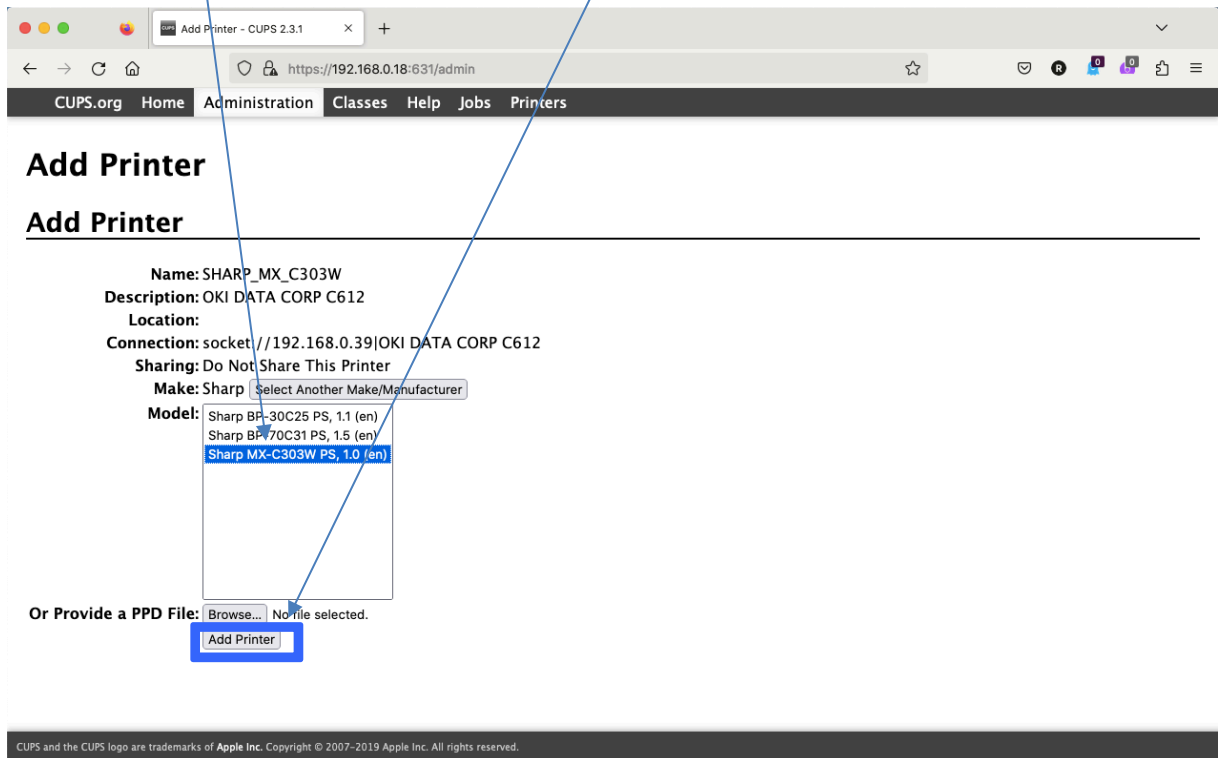 CUPS Add Printer - CUPS 2.3.1 × +
https://192.168.0.18:631/admin
R 0 0
CUPS.org Home Administration Classes Help Jobs Printers
Add Printer
Add Printer
Name: SHARP_MX_C303W
Description: OKI DATA CORP C612
Location:
Connection: socket://192.168.0.39|OKI DATA CORP C612
Sharing: Do Not Share This Printer
Make: Sharp Select Another Make/Manufacturer
Model: Sharp BP-30C25 PS, 1.1 (en)
Sharp BP-70C31 PS, 1.5 (en)
Sharp MX-C303W PS, 1.0 (en)
Or Provide a PPD File: Browse... No file selected.
Add Printer
CUPS and the CUPS logo are trademarks of Apple Inc. Copyright © 2007-2019 Apple Inc. All rights reserved.